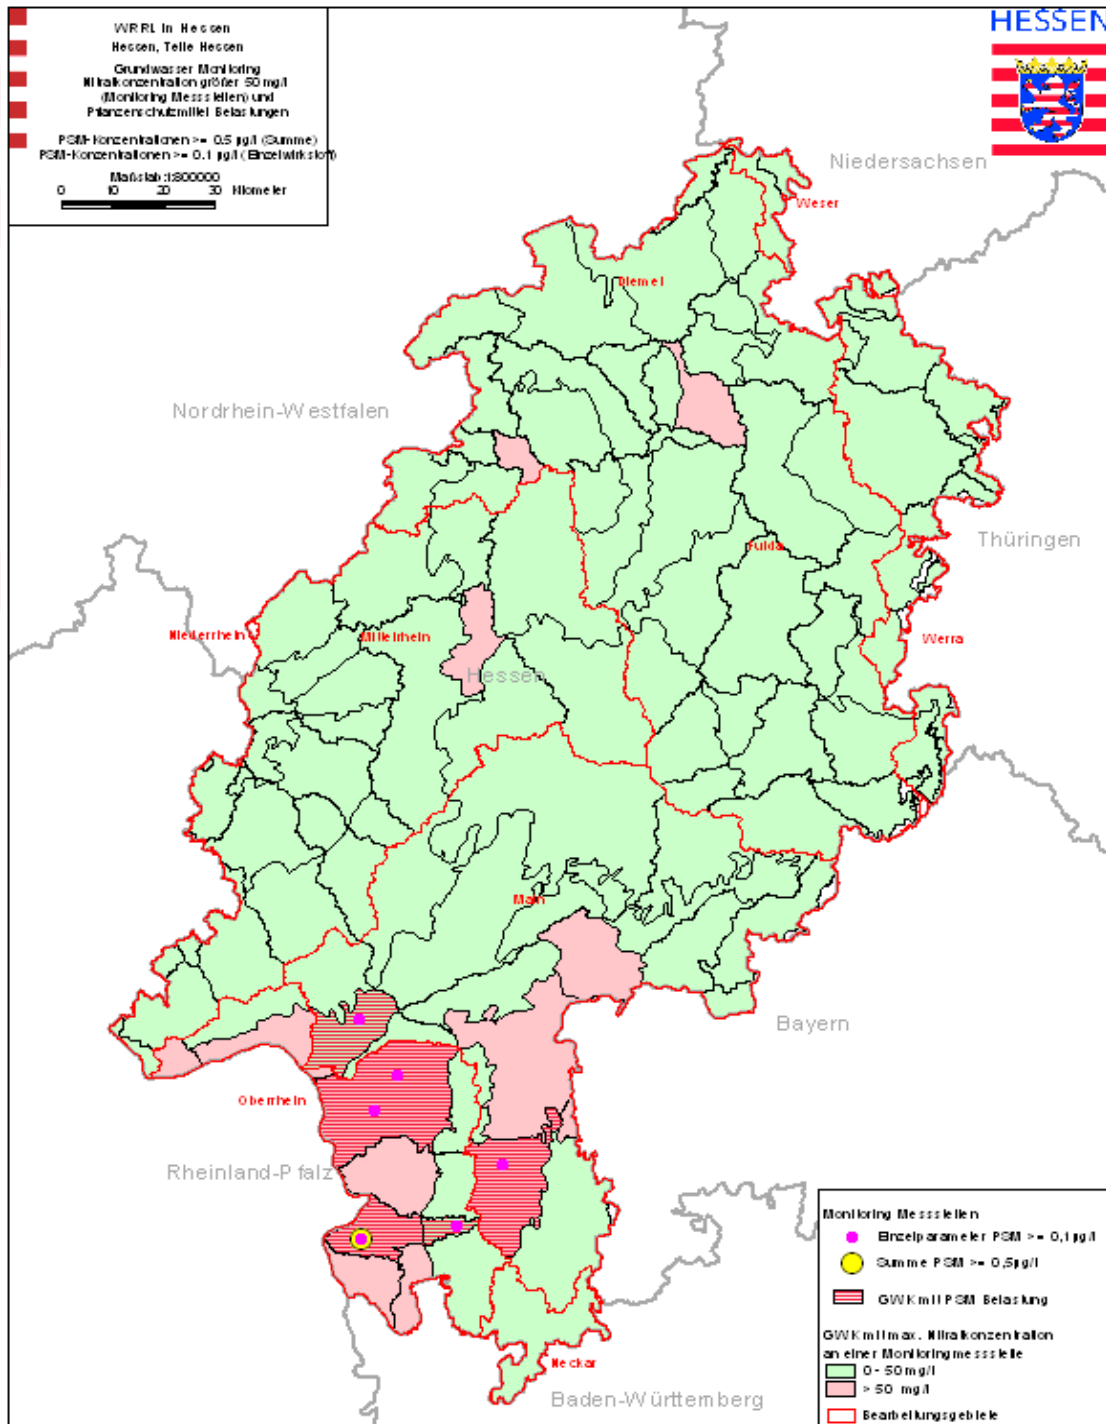 WRRL in Hessen
Hessen, Teile Hessen
Grundwasser Monitoring
Nitratkonzentration größer 50 mg/l
(Monitoring Messstellen) und
Pflanzenschutzmittel Belastungen
PSM-Konzentrationen >= 0.5 µg/l (Summe)
PSM-Konzentrationen >= 0.1 µg/l (Einzelwirkstoff)
Maßstab:1:800000
0 10 20 30 Kilometer
HESSEN
Niedersachsen
Weser
Diemel
Nordrhein-Westfalen
Thüringen
Fulda
Niederrhein
Mittelrhein
Werra
Hessen
Main
Bayern
Oberrhein
Rheinland-Pfalz
Neckar
Baden-Württemberg
Monitoring Messstellen
Einzelparameter PSM >= 0,1µg/l
Summe PSM >= 0,5µg/l
GWK mit PSM Belastung
GWK mit max. Nitratkonzentration
an einer Monitoringmessstelle
0 - 50 mg/l
> 50 mg/l
Bearbeitungsgebiete